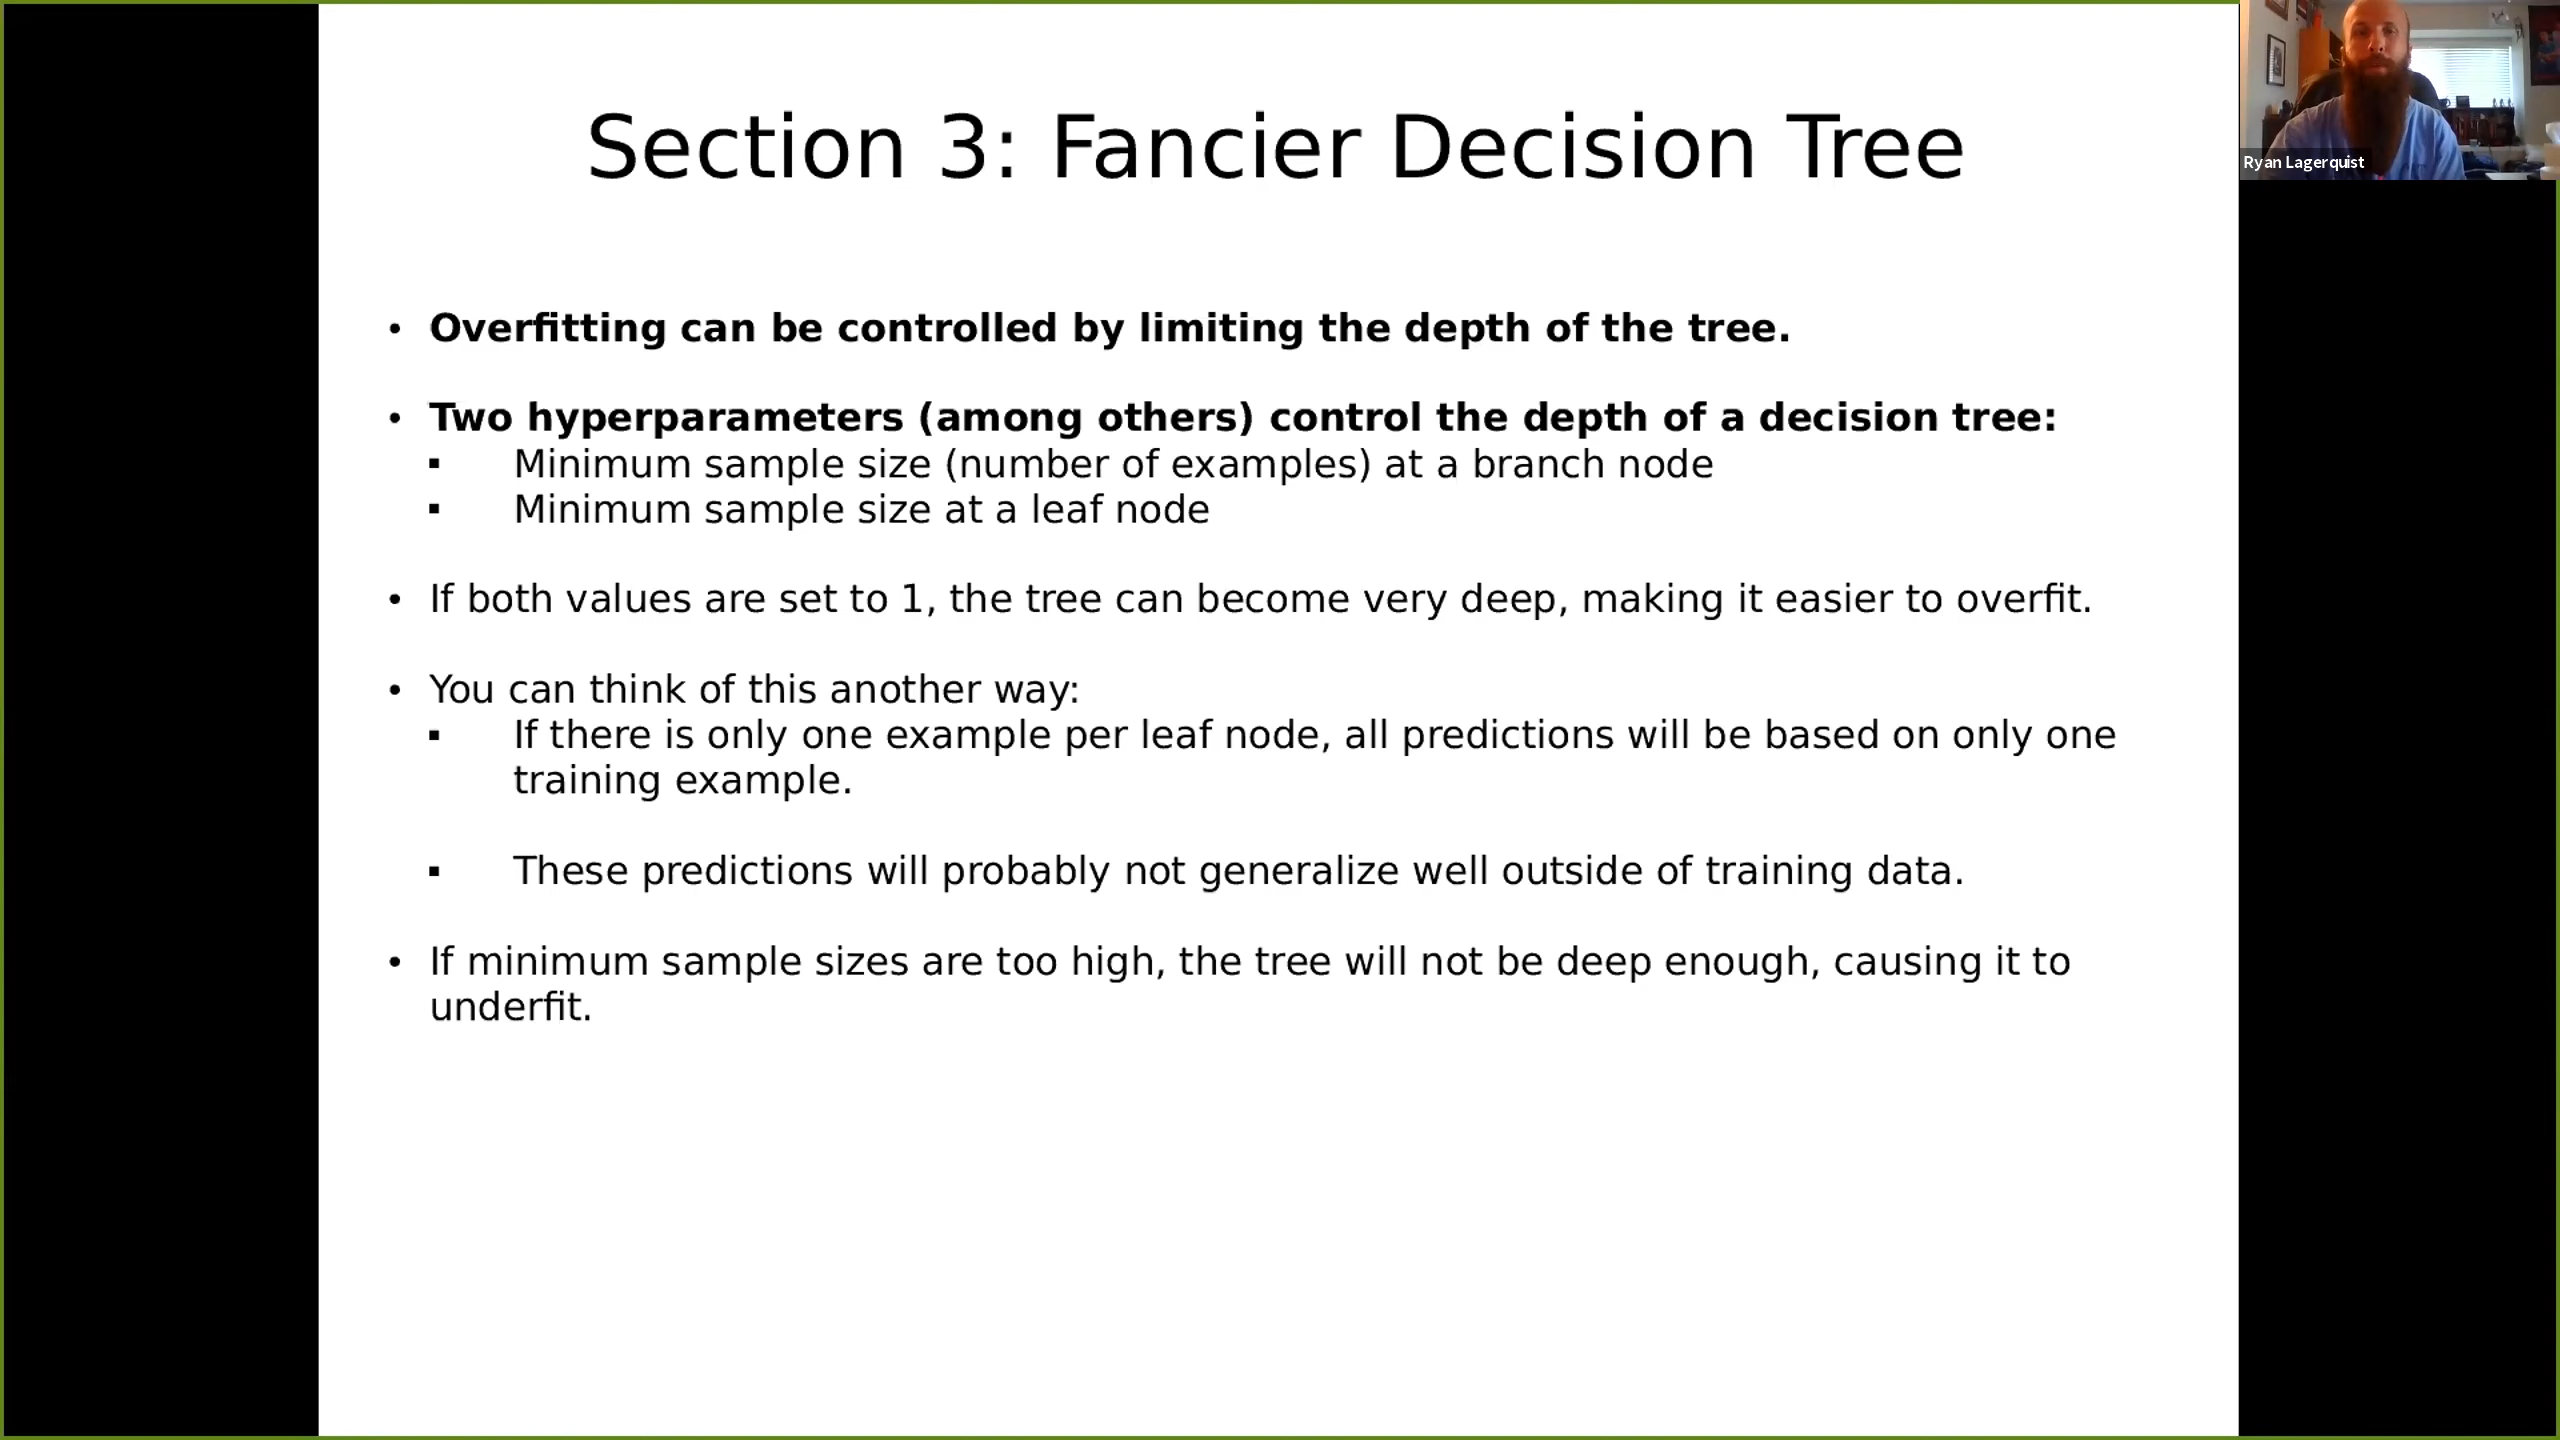 Section 3: Fancier Decision Tree
Ryan Lagerquist
• Overfitting can be controlled by limiting the depth of the tree.
• Two hyperparameters (among others) control the depth of a decision tree:
▪ Minimum sample size (number of examples) at a branch node
▪ Minimum sample size at a leaf node
• If both values are set to 1, the tree can become very deep, making it easier to overfit.
• You can think of this another way:
▪ If there is only one example per leaf node, all predictions will be based on only one
training example.
▪ These predictions will probably not generalize well outside of training data.
• If minimum sample sizes are too high, the tree will not be deep enough, causing it to
underfit.